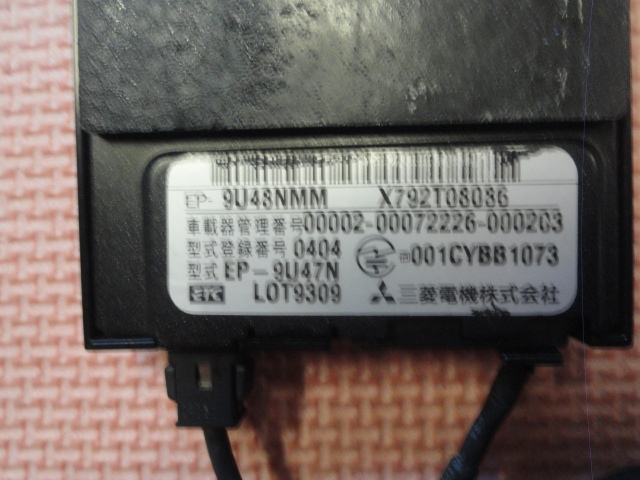 EP- 9U48NMM X792T08036
車載器管理番号00002-00072226-000203
型式登録番号 0404
型式 EP-9U47N 001CYBB1073
ETC LOT9309 三菱電機株式会社